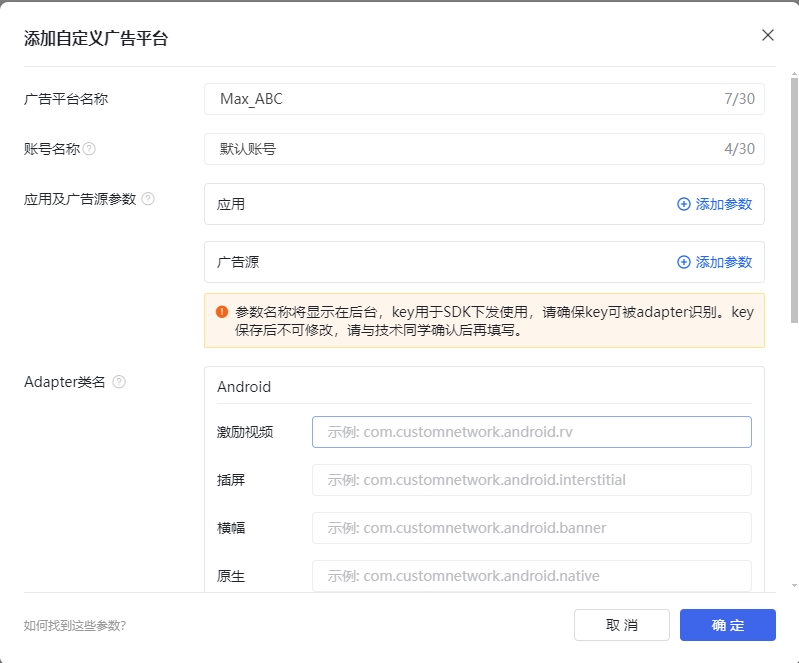 添加自定义广告平台
广告平台名称 Max_ABC 7/30
账号名称 默认账号 4/30
应用及广告源参数 应用 添加参数
广告源 添加参数
参数名称将显示在后台，key用于SDK下发使用，请确保key可被adapter识别。key
保存后不可修改，请与技术同学确认后再填写。
Adapter类名 Android
激励视频 示例: com.customnetwork.android.rv
插屏 示例: com.customnetwork.android.interstitial
横幅 示例: com.customnetwork.android.banner
原生 示例: com.customnetwork.android.native
如何找到这些参数? 取消 确定